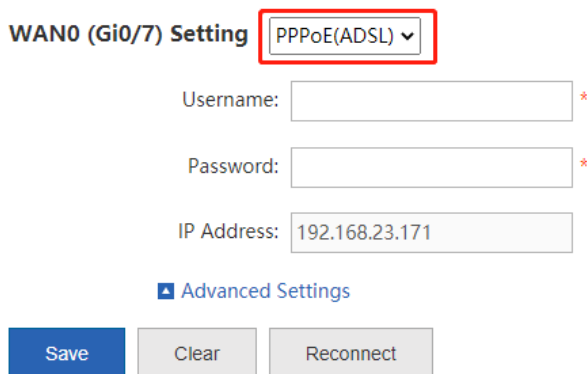 WAN0 (Gi0/7) Setting PPPoE(ADSL)
Username: *
Password: *
IP Address: 192.168.23.171
Advanced Settings
Save Clear Reconnect